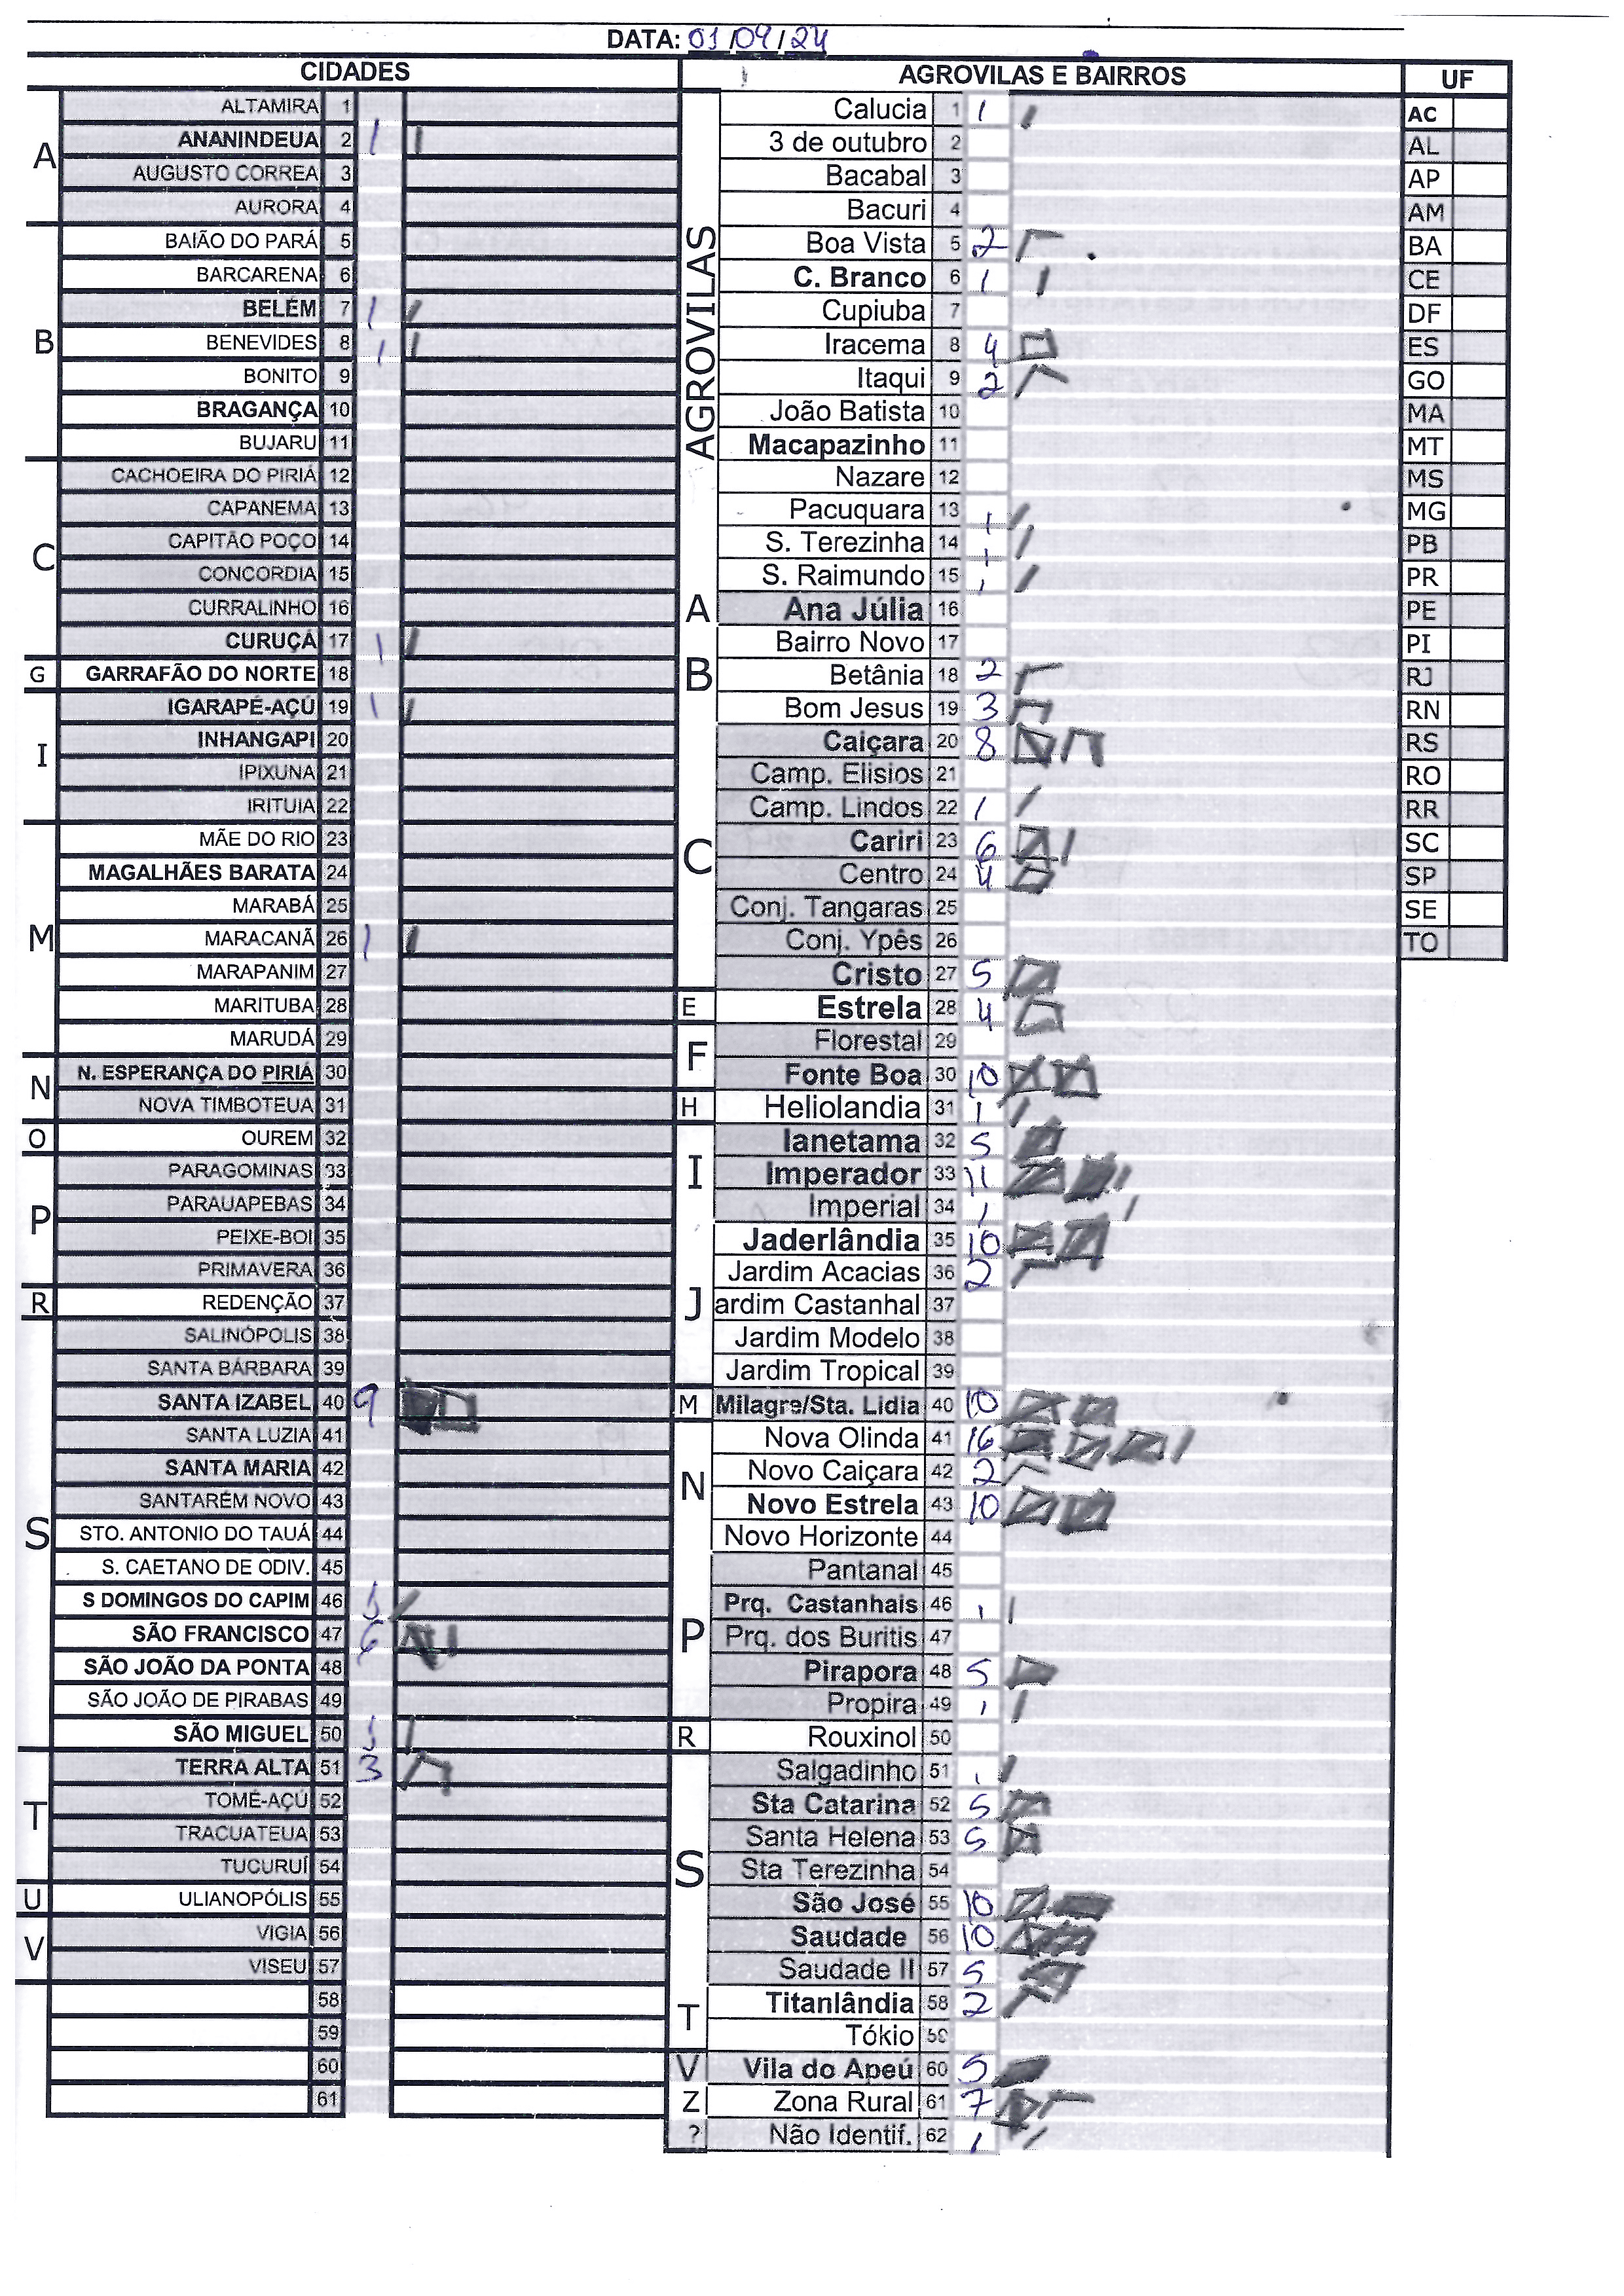 DATA: 01/04/24
CIDADES
A
ALTAMIRA 1
ANANINDEUA 2 1
AUGUSTO CORREA 3
AURORA 4
B
BAIÃO DO PARÁ 5
BARCARENA 6
BELÉM 7 1
BENEVIDES 8 1
BONITO 9
BRAGANÇA 10
BUJARU 11
C
CACHOEIRA DO PIRIÁ 12
CAPANEMA 13
CAPITÃO POÇO 14
CONCORDIA 15
CURRALINHO 16
CURUÇÁ 17 1
G
GARRAFÃO DO NORTE 18
I
IGARAPÉ-AÇÚ 19 1
INHANGAPI 20
IPIXUNA 21
IRITUIA 22
M
MÃE DO RIO 23
MAGALHÃES BARATA 24
MARABÁ 25
MARACANÃ 26 1
MARAPANIM 27
MARITUBA 28
MARUDÁ 29
N
N. ESPERANÇA DO PIRIÁ 30
NOVA TIMBOTEUA 31
O
OUREM 32
P
PARAGOMINAS 33
PARAUAPEBAS 34
PEIXE-BOI 35
PRIMAVERA 36
R
REDENÇÃO 37
S
SALINÓPOLIS 38
SANTA BÁRBARA 39
SANTA IZABEL 40 9
SANTA LUZIA 41
SANTA MARIA 42
SANTARÉM NOVO 43
STO. ANTONIO DO TAUÁ 44
S. CAETANO DE ODIV. 45
S DOMINGOS DO CAPIM 46
SÃO FRANCISCO 47 6
SÃO JOÃO DA PONTA 48
SÃO JOÃO DE PIRABAS 49
SÃO MIGUEL 50
T
TERRA ALTA 51 3
TOMÉ-AÇÚ 52
TRACUATEUA 53
TUCURUÍ 54
U
ULIANOPÓLIS 55
V
VIGIA 56
VISEU 57
58
59
60
61
AGROVILAS E BAIRROS
AGROVILAS
Calucia 1 1
3 de outubro 2
Bacabal 3
Bacuri 4
Boa Vista 5 2
C. Branco 6 1
Cupiuba 7
Iracema 8 4
Itaqui 9 2
João Batista 10
Macapazinho 11
Nazare 12
Pacuquara 13 1
S. Terezinha 14 1
S. Raimundo 15 1
A
Ana Júlia 16
B
Bairro Novo 17
Betânia 18 2
Bom Jesus 19 3
C
Caiçara 20 8
Camp. Elisios 21
Camp. Lindos 22 1
Cariri 23 6
Centro 24 4
Conj. Tangaras 25
Conj. Ypês 26
Cristo 27 5
E
Estrela 28 4
F
Florestal 29
Fonte Boa 30 10
H
Heliolandia 31 1
I
Ianetama 32 5
Imperador 33 11
Imperial 34 1
J
Jaderlândia 35 10
Jardim Acacias 36 2
ardim Castanhal 37
Jardim Modelo 38
Jardim Tropical 39
M
Milagre/Sta. Lidia 40 10
N
Nova Olinda 41 16
Novo Caiçara 42 2
Novo Estrela 43 10
Novo Horizonte 44
P
Pantanal 45
Prq. Castanhais 46 1
Prq. dos Buritis 47
Pirapora 48 5
Propira 49 1
R
Rouxinol 50
S
Salgadinho 51 1
Sta Catarina 52 5
Santa Helena 53 5
Sta Terezinha 54
São José 55 10
Saudade 56 10
Saudade II 57 5
T
Titanlândia 58 2
Tókio 59
V
Vila do Apeú 60 5
Z
Zona Rural 61 7
?
Não Identif. 62 1
UF
AC
AL
AP
AM
BA
CE
DF
ES
GO
MA
MT
MS
MG
PB
PR
PE
PI
RJ
RN
RS
RO
RR
SC
SP
SE
TO